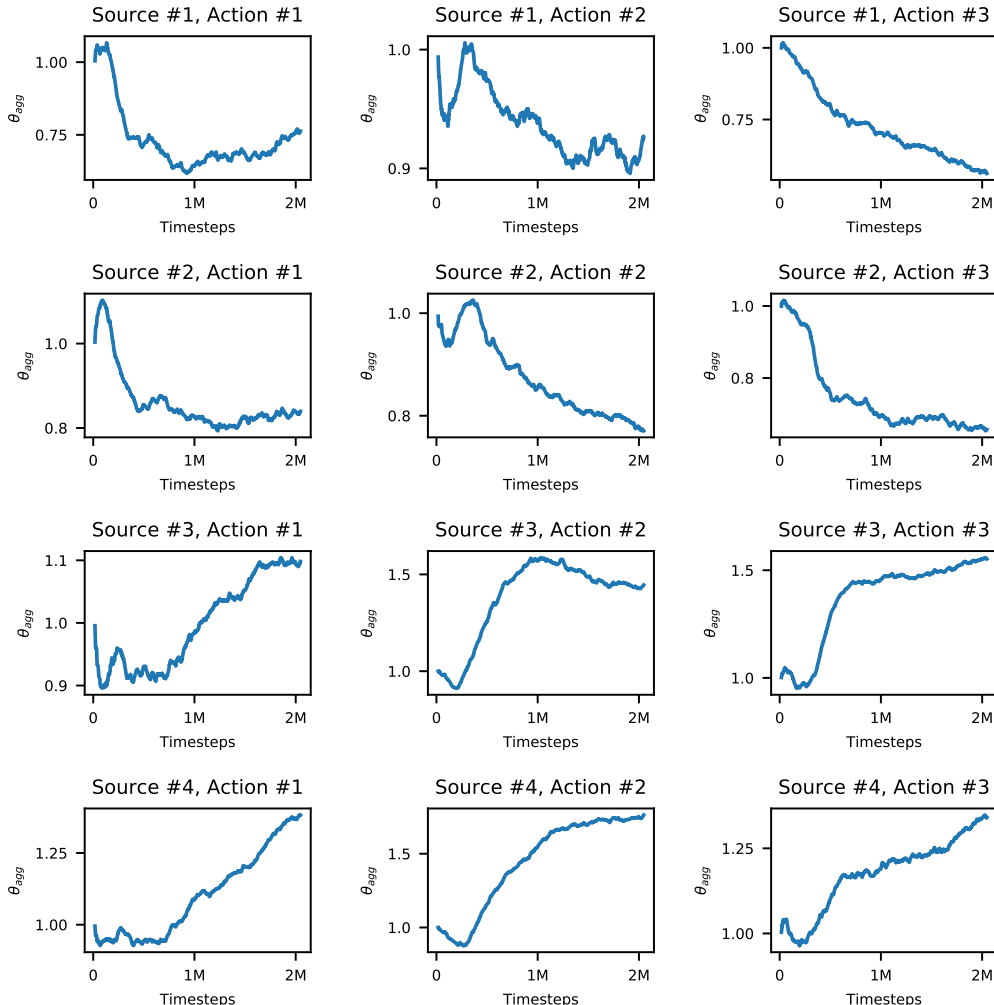 Source #1, Action #1
Source #1, Action #2
Source #1, Action #3
1.00
0.75
θagg
0
1M
2M
Timesteps
1.0
0.9
θagg
0
1M
2M
Timesteps
1.00
0.75
θagg
0
1M
2M
Timesteps
Source #2, Action #1
Source #2, Action #2
Source #2, Action #3
1.0
0.8
θagg
0
1M
2M
Timesteps
1.0
0.8
θagg
0
1M
2M
Timesteps
1.0
0.8
θagg
0
1M
2M
Timesteps
Source #3, Action #1
Source #3, Action #2
Source #3, Action #3
1.1
1.0
0.9
θagg
0
1M
2M
Timesteps
1.5
1.0
θagg
0
1M
2M
Timesteps
1.5
1.0
θagg
0
1M
2M
Timesteps
Source #4, Action #1
Source #4, Action #2
Source #4, Action #3
1.25
1.00
θagg
0
1M
2M
Timesteps
1.5
1.0
θagg
0
1M
2M
Timesteps
1.25
1.00
θagg
0
1M
2M
Timesteps